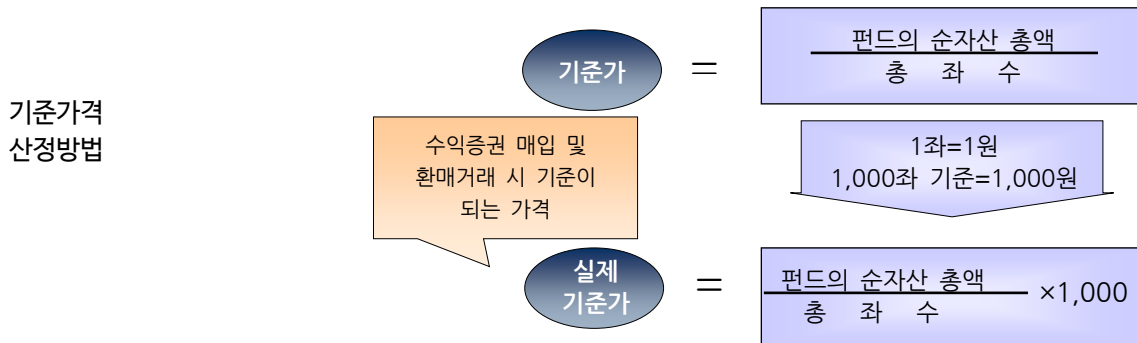 기준가격
산정방법
기준가
=
펀드의 순자산 총액
총 좌 수
수익증권 매입 및
환매거래 시 기준이
되는 가격
1좌=1원
1,000좌 기준=1,000원
실제
기준가
=
펀드의 순자산 총액
총 좌 수
×1,000